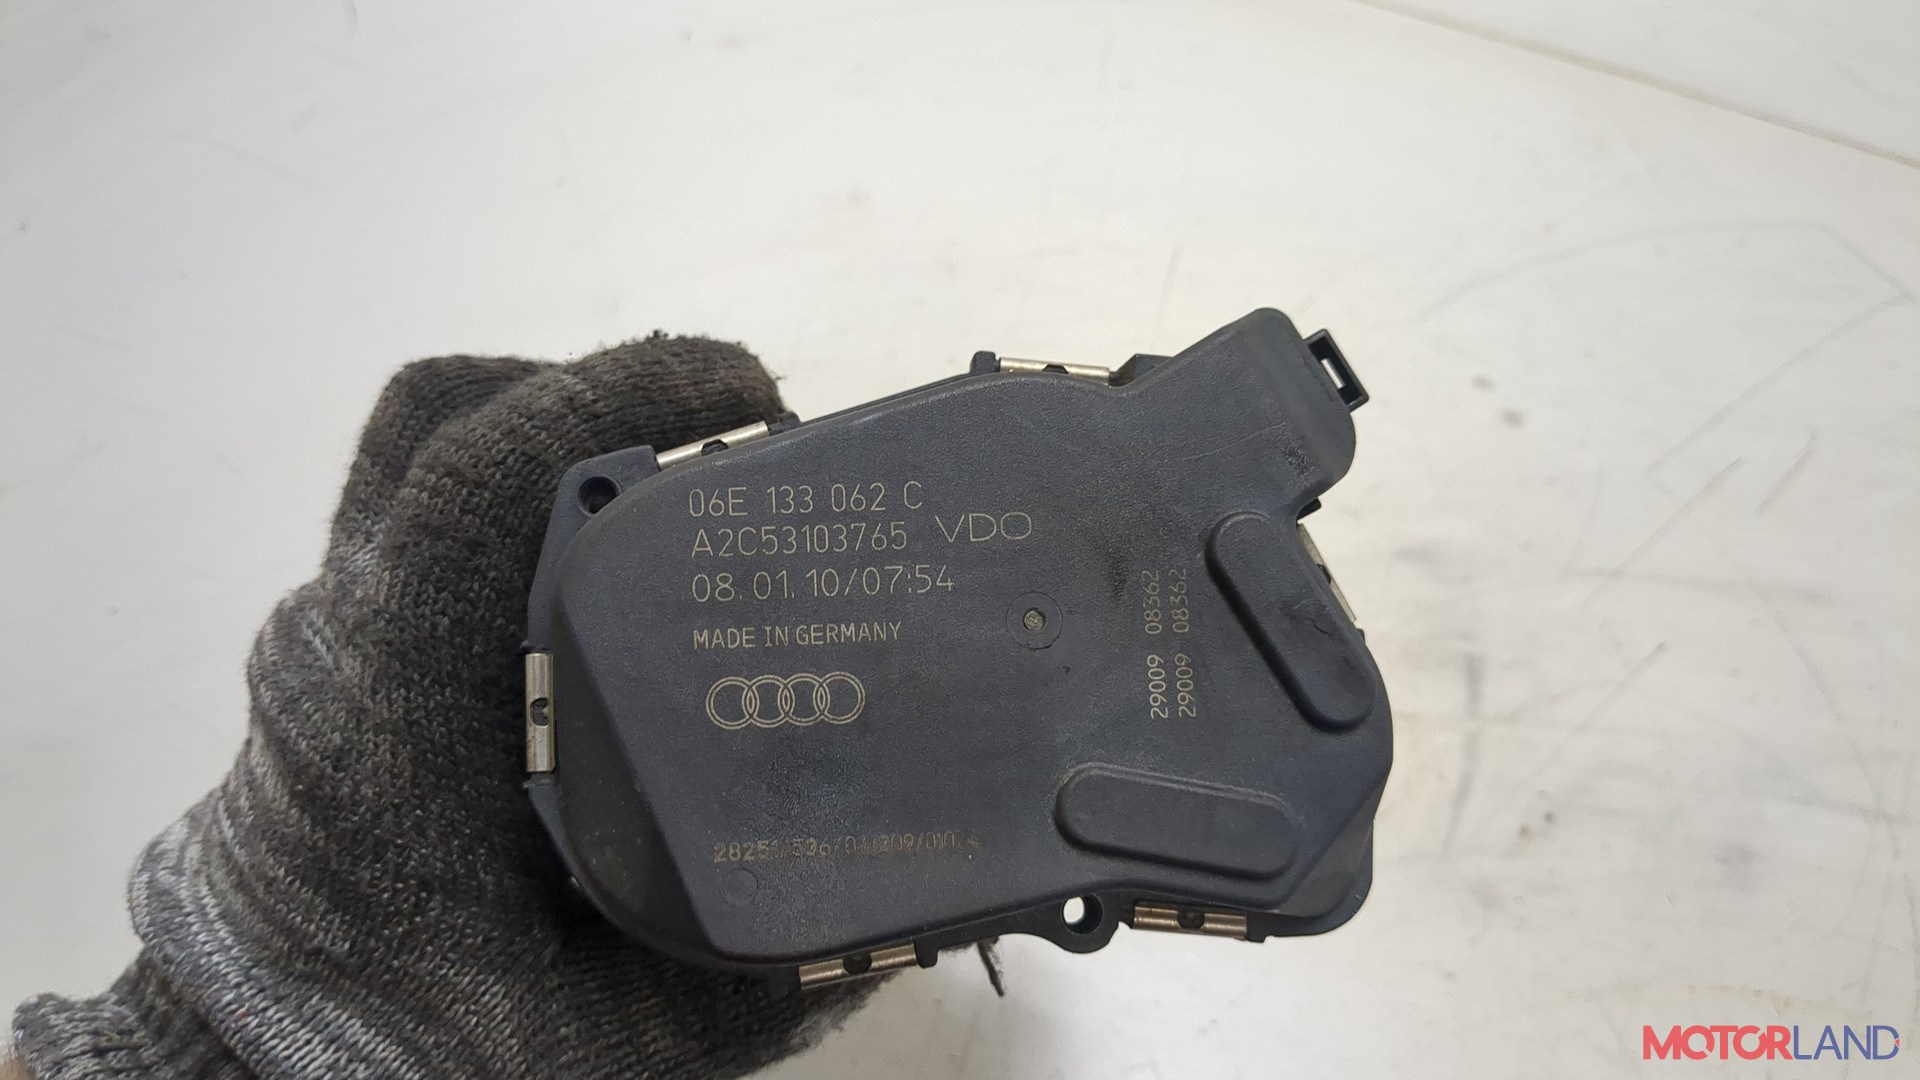 06E 133 062 C
A2C53103765 VDO
08.01.10/07:54
MADE IN GERMANY
29009 08362
29009 08362
MOTORLAND